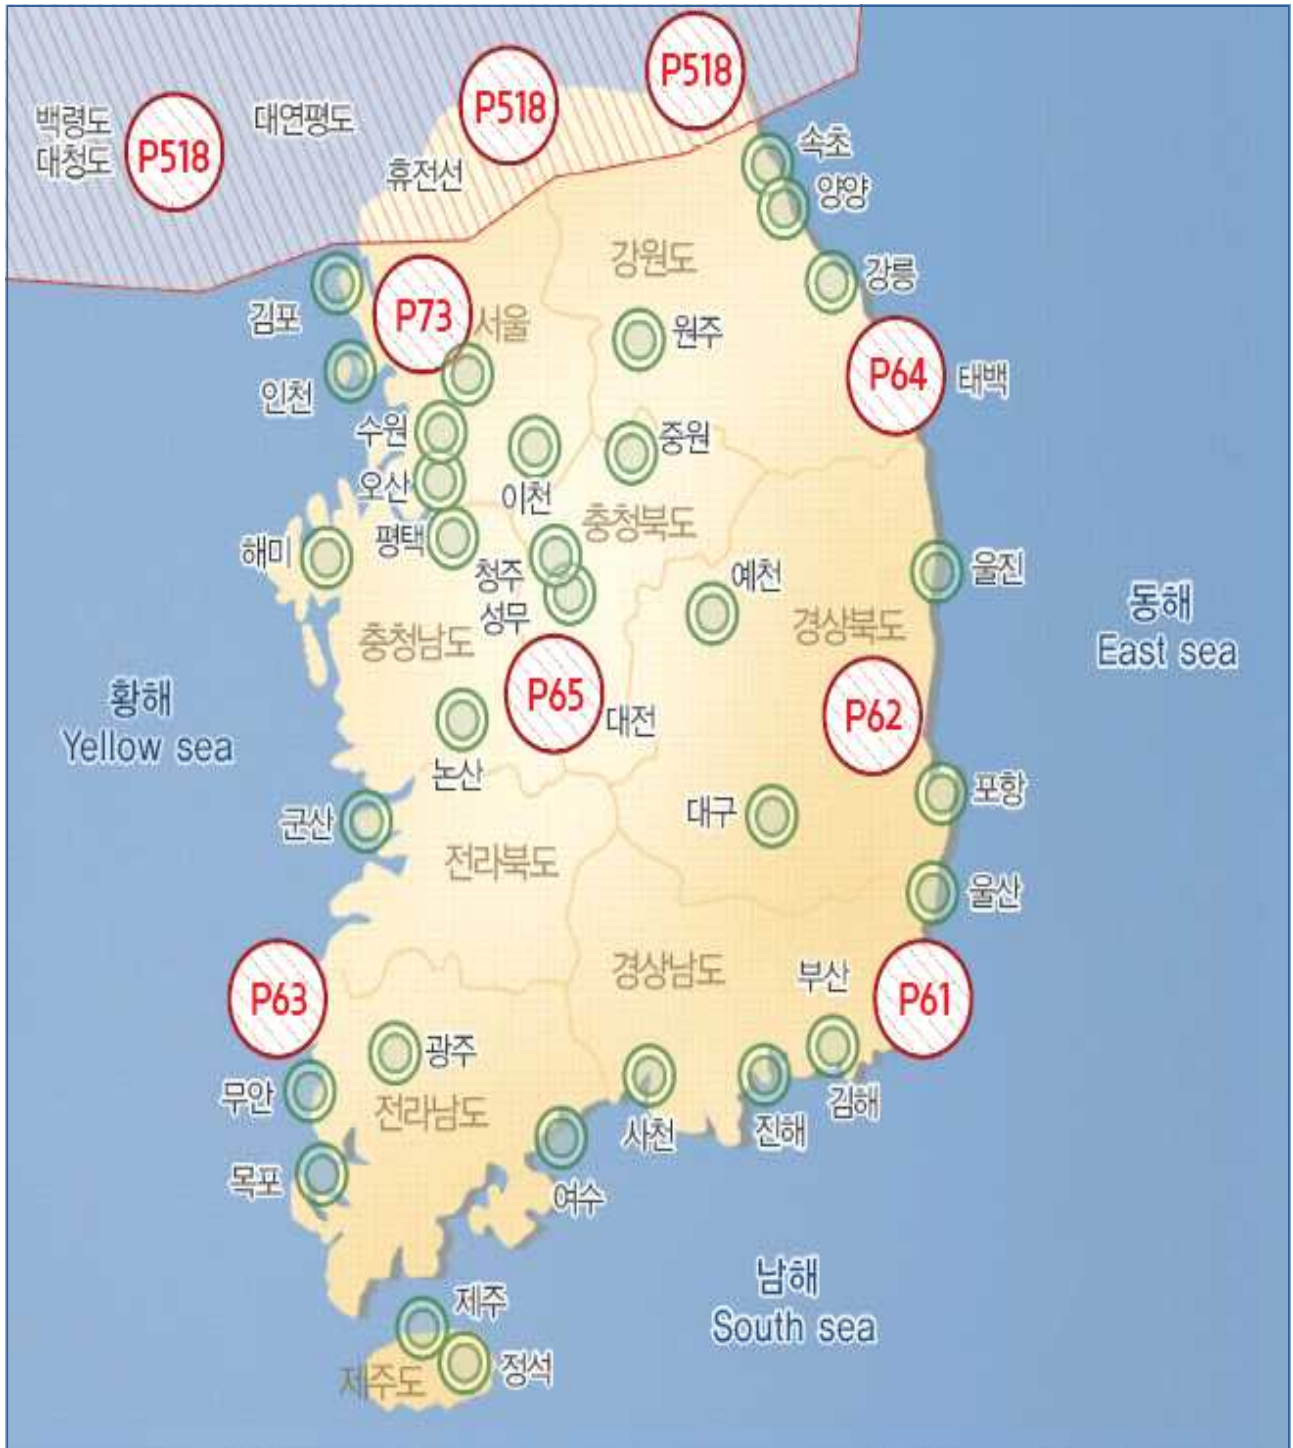 P518
P518
백령도
대청도
P518
대연평도
휴전선
속초
양양
강원도
강릉
김포
P73
서울
원주
인천
P64
태백
수원
중원
오산
이천
충청북도
해미
평택
청주
성무
예천
울진
경상북도
동해
East sea
충청남도
황해
Yellow sea
P65
대전
P62
논산
포항
대구
군산
전라북도
울산
경상남도
부산
P63
P61
광주
무안
전라남도
김해
사천
진해
목포
여수
남해
South sea
제주
정석
제주도